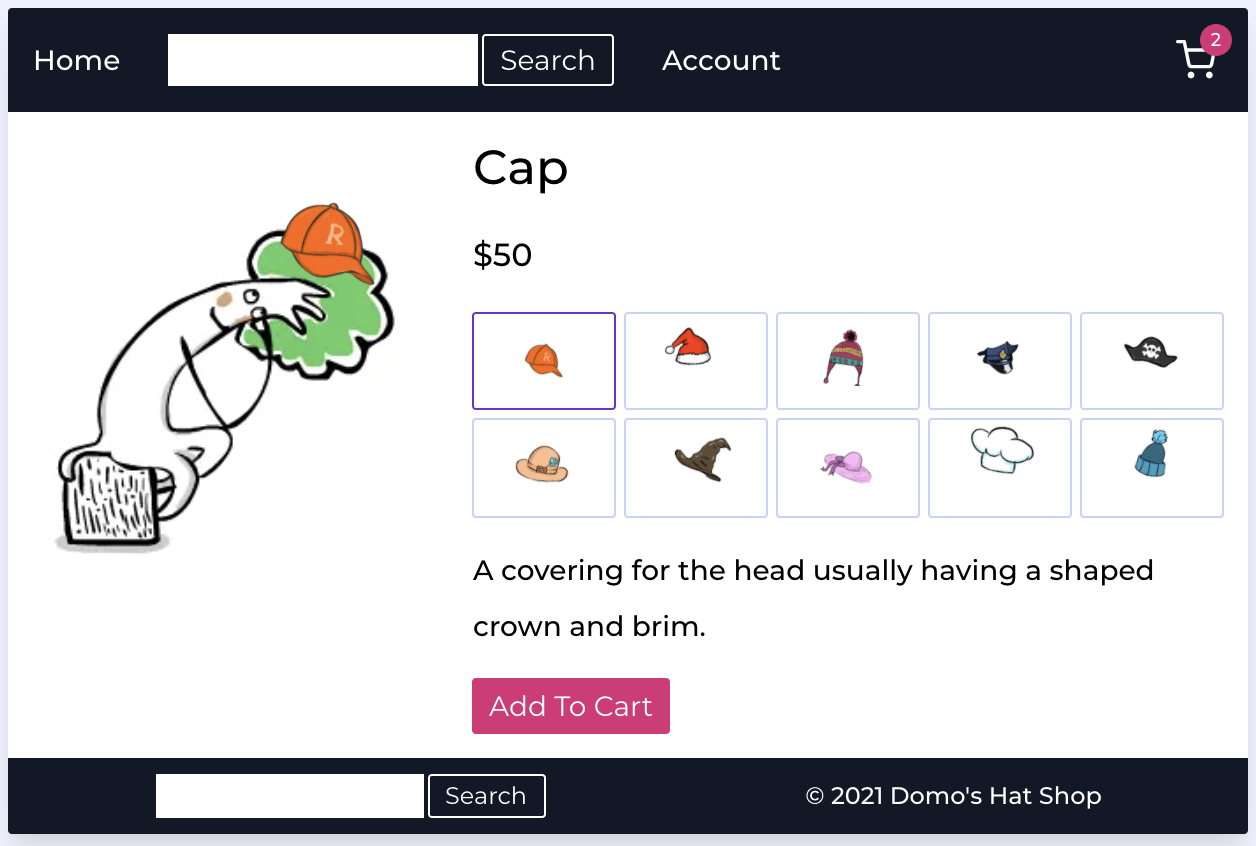 Home Search Account 2
Cap
$50
R
R
A covering for the head usually having a shaped
crown and brim.
Add To Cart
Search © 2021 Domo's Hat Shop